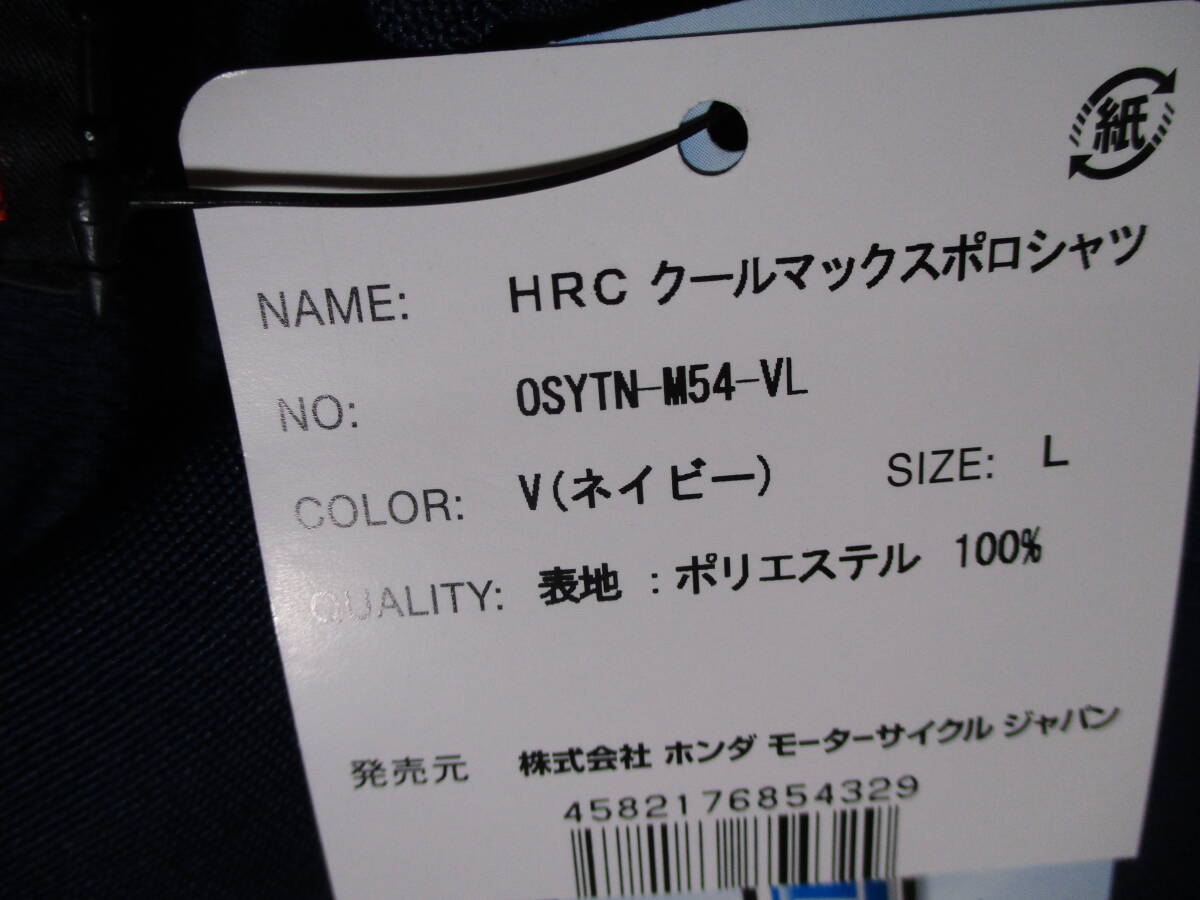 紙
NAME: HRC クールマックスポロシャツ
NO: 0SYTN-M54-VL
COLOR: V(ネイビー) SIZE: L
QUALITY: 表地 : ポリエステル 100%
発売元 株式会社 ホンダ モーターサイクル ジャパン
4582176854329